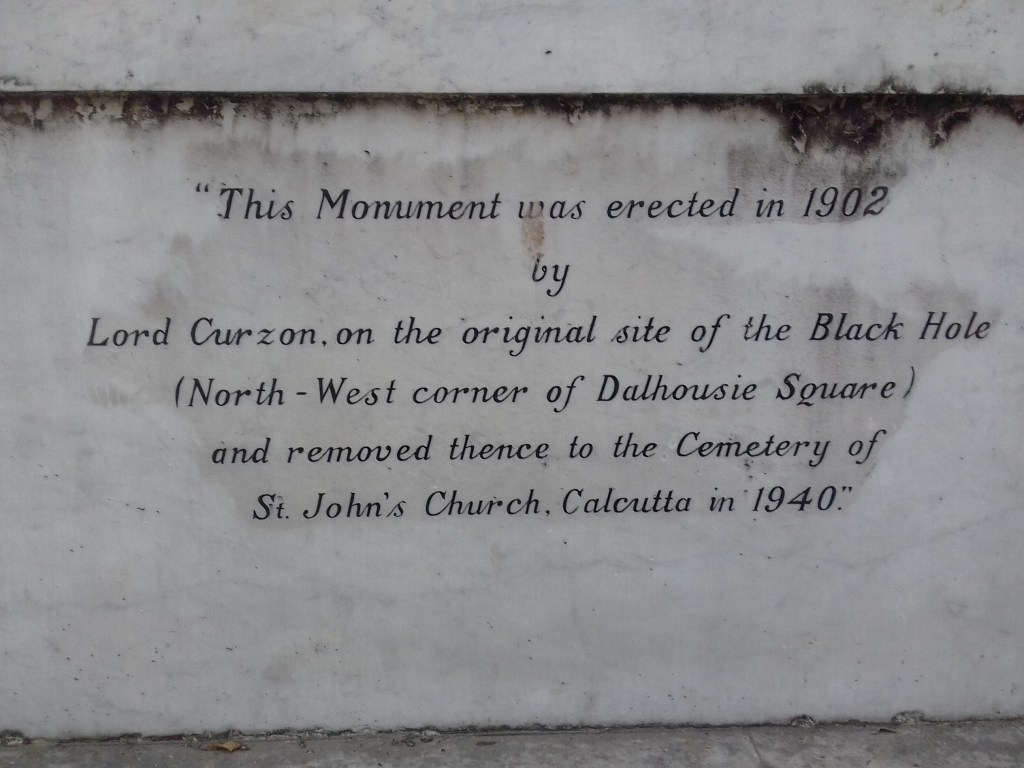 “This Monument was erected in 1902
by
Lord Curzon, on the original site of the Black Hole
(North-West corner of Dalhousie Square)
and removed thence to the Cemetery of
St. John's Church, Calcutta in 1940.”